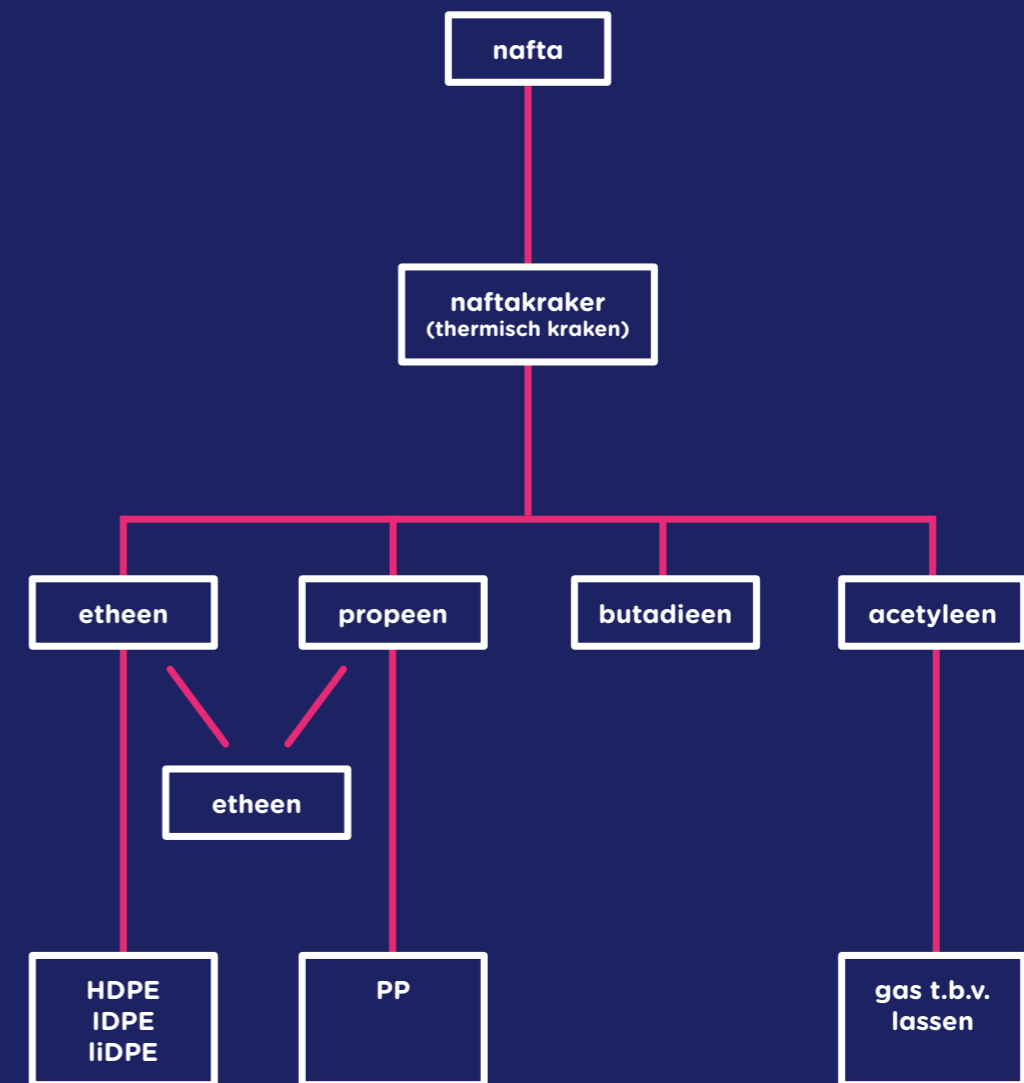 nafta
naftakraker
(thermisch kraken)
etheen
propeen
butadieen
acetyleen
etheen
HDPE
lDPE
liDPE
PP
gas t.b.v.
lassen